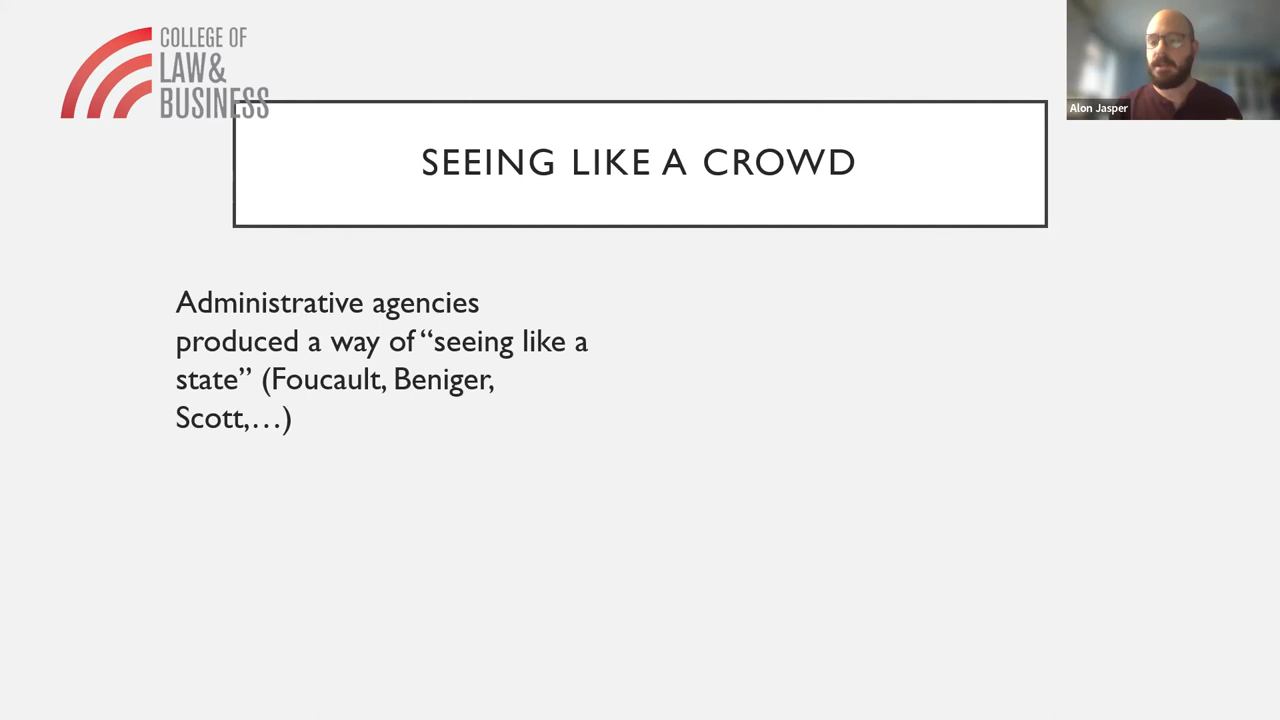 COLLEGE OF
LAW&
BUSINESS
Alon Jasper
SEEING LIKE A CROWD
Administrative agencies
produced a way of “seeing like a
state” (Foucault, Beniger,
Scott,…)